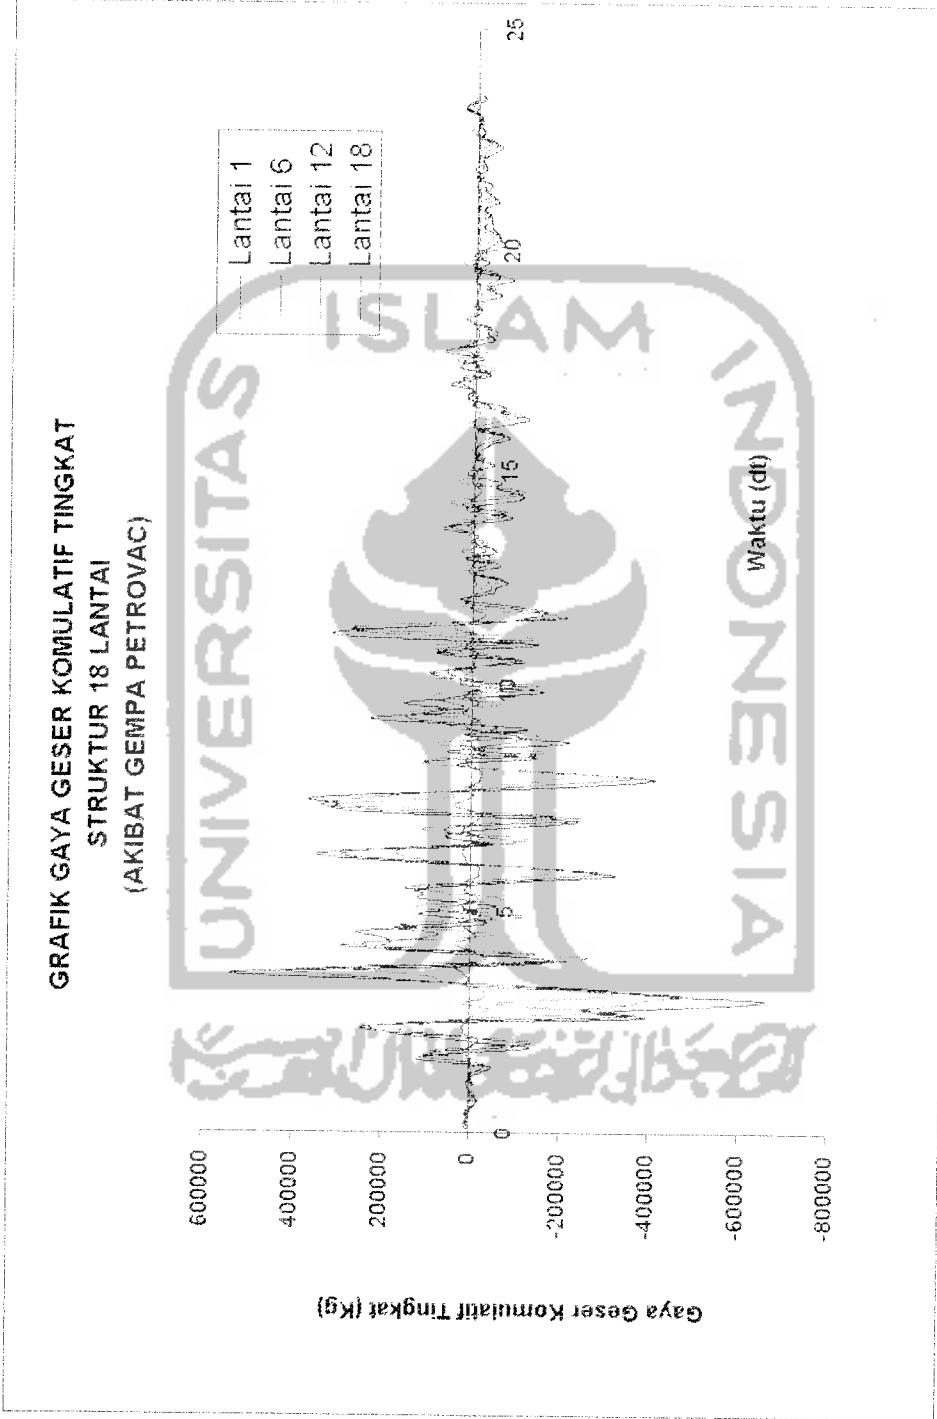 GRAFIK GAYA GESER KOMULATIF TINGKAT
STRUKTUR 18 LANTAI
(AKIBAT GEMPA PETROVAC)
Lantai 1
Lantai 6
Lantai 12
Lantai 18
Gaya Geser Komulatif Tingkat (Kg)
600000
400000
200000
0
-200000
-400000
-600000
-800000
0
5
10
15
20
25
Waktu (dt)
UNIVERSITAS
ISLAM
INDONESIA